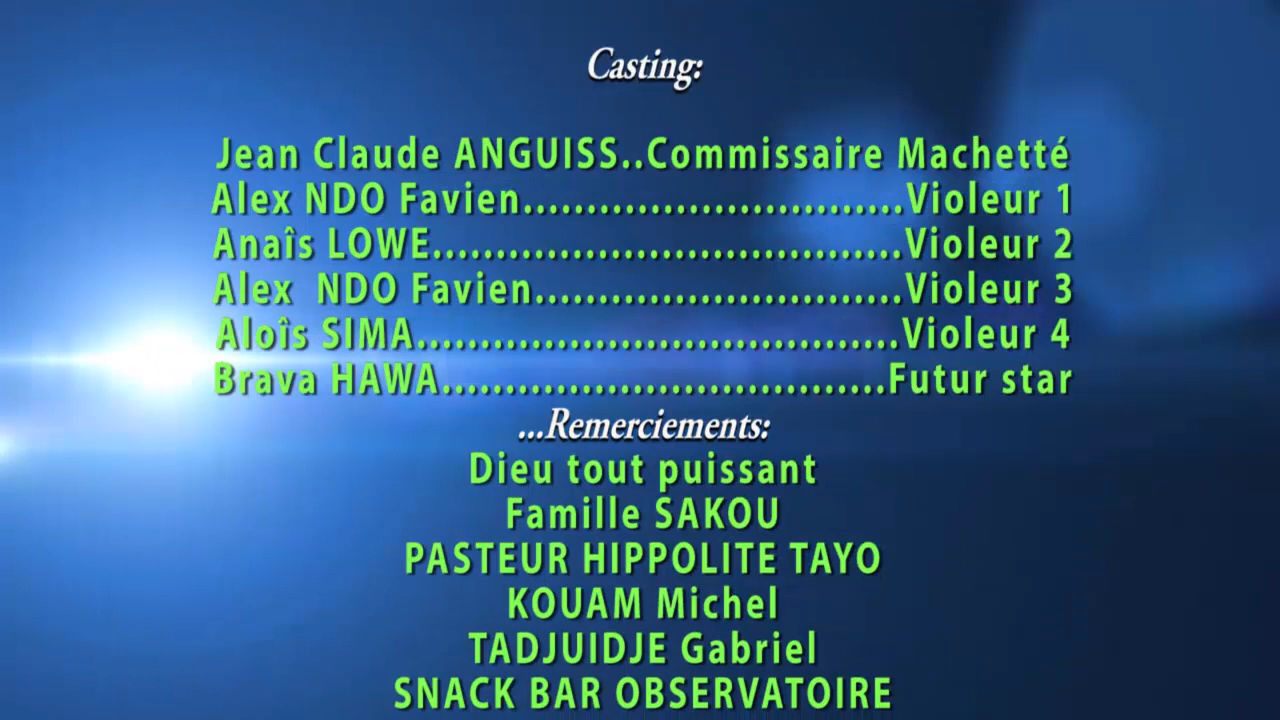 Casting:
Jean Claude ANGUISS..Commissaire Machetté
Alex NDO Favien..............................Violeur 1
Anaîs LOWE.....................................Violeur 2
Alex  NDO Favien.............................Violeur 3
Aloîs SIMA......................................Violeur 4
Brava HAWA...................................Futur star
...Remerciements:
Dieu tout puissant
Famille SAKOU
PASTEUR HIPPOLITE TAYO
KOUAM Michel
TADJUIDJE Gabriel
SNACK BAR OBSERVATOIRE